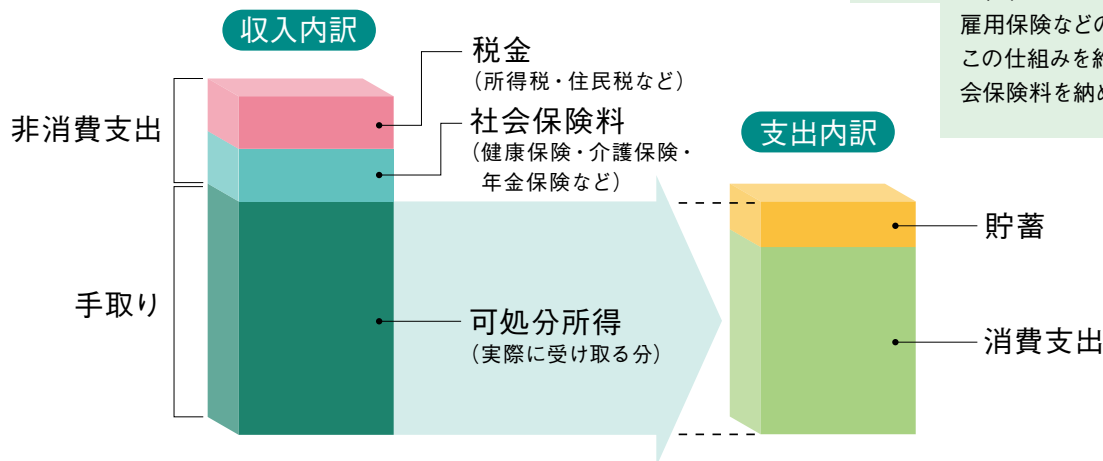 収入内訳
税金
(所得税・住民税など)
非消費支出
社会保険料
(健康保険・介護保険・
年金保険など)
手取り
可処分所得
(実際に受け取る分)
雇用保険などの
この仕組みを
会保険料を納め
支出内訳
貯蓄
消費支出